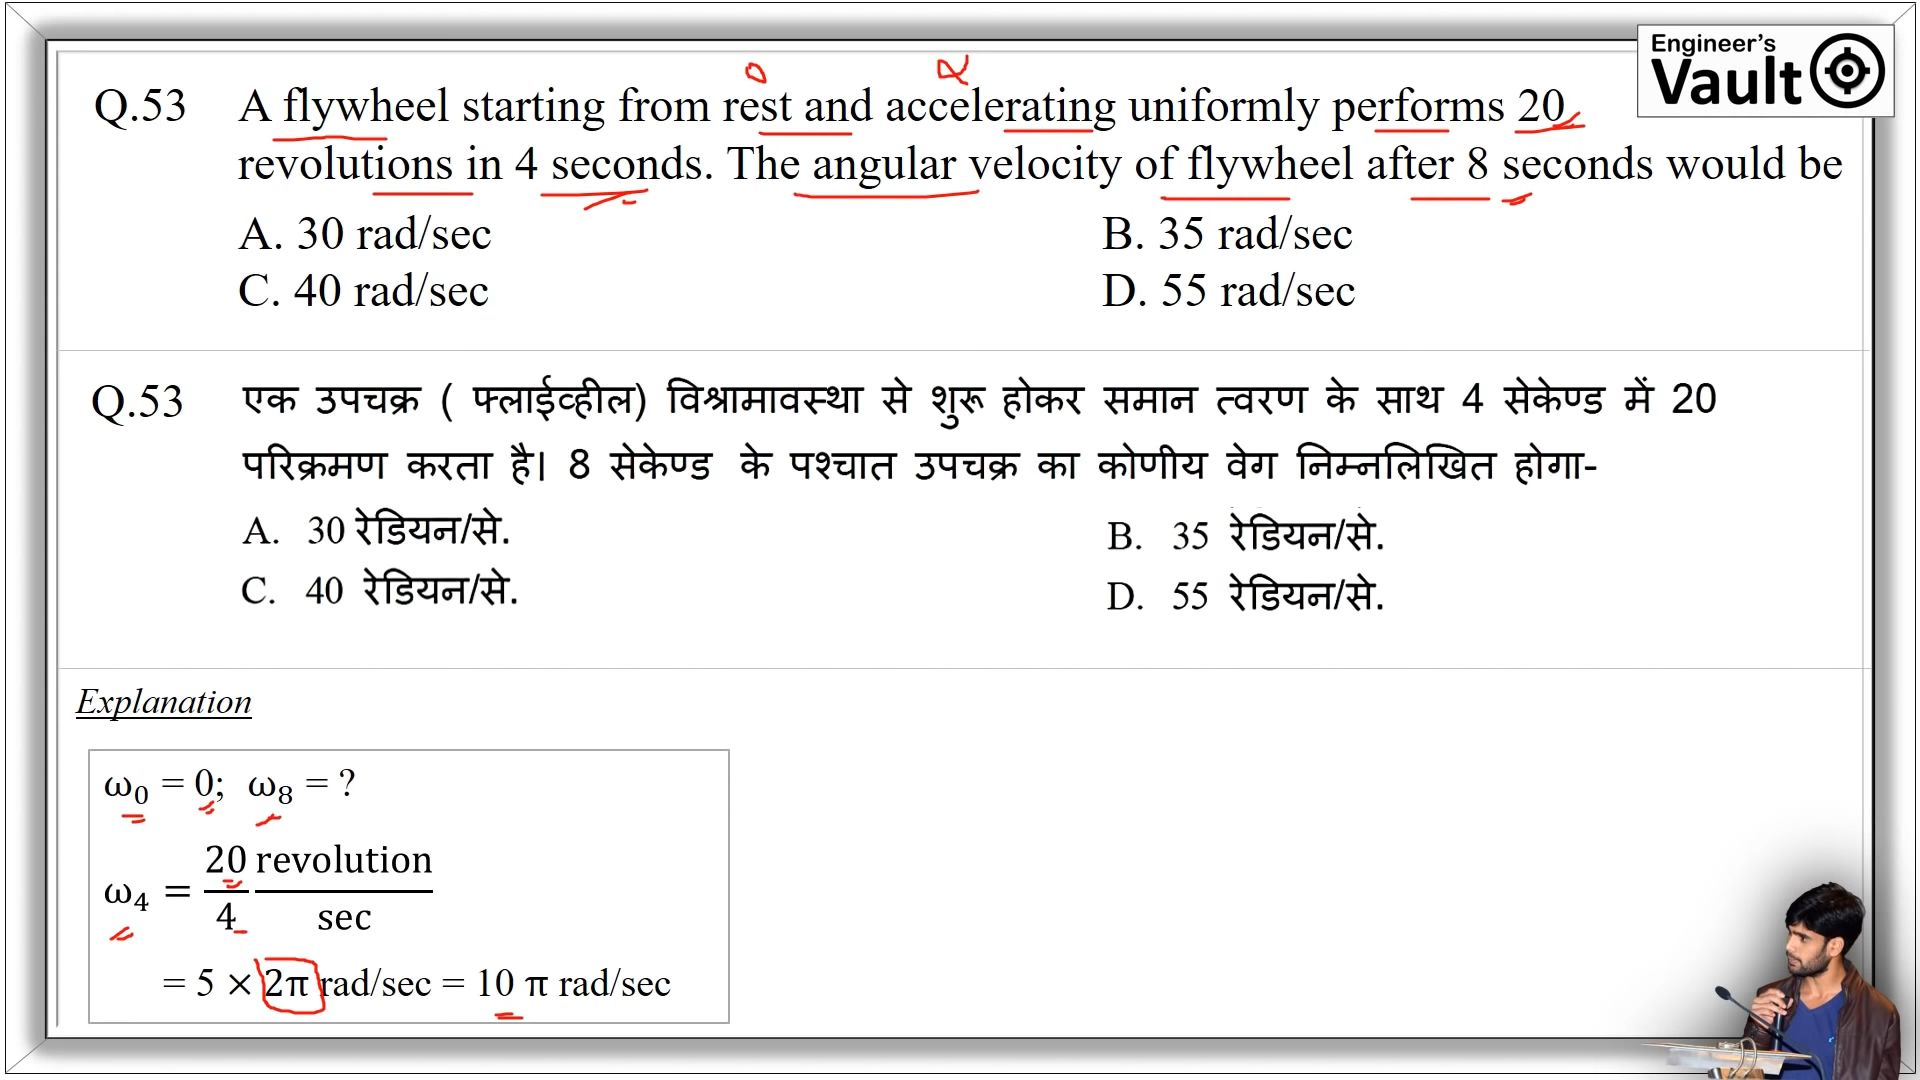 Engineer's
Vault
0 α
Q.53 A flywheel starting from rest and accelerating uniformly performs 20
revolutions in 4 seconds. The angular velocity of flywheel after 8 seconds would be
A. 30 rad/sec B. 35 rad/sec
C. 40 rad/sec D. 55 rad/sec
Q.53 एक उपचक्र ( फ्लाईव्हील) विश्रामावस्था से शुरू होकर समान त्वरण के साथ 4 सेकेण्ड में 20
परिक्रमण करता है। 8 सेकेण्ड के पश्चात उपचक्र का कोणीय वेग निम्नलिखित होगा-
A. 30 रेडियन/से. B. 35 रेडियन/से.
C. 40 रेडियन/से. D. 55 रेडियन/से.
Explanation
ω₀ = 0; ω₈ = ?
ω₄ = 20/4 revolution/sec
= 5 × 2π rad/sec = 10 π rad/sec